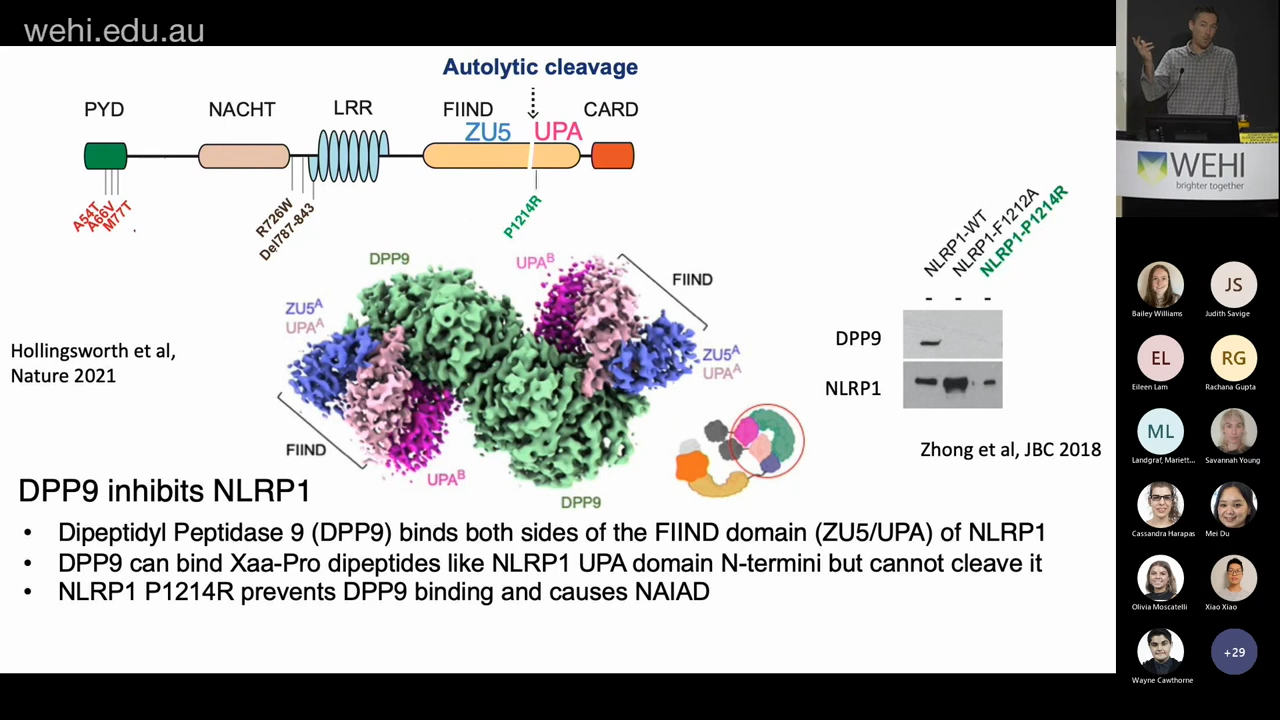 wehi.edu.au
Autolytic cleavage
PYD
NACHT
LRR
FIIND
CARD
ZU5
UPA
A54T
A66V
M77T
R726W
Del787-843
P1214R
DPP9
UPAᴮ
FIIND
ZU5ᴬ
UPAᴬ
ZU5ᴬ
UPAᴬ
FIIND
UPAᴮ
DPP9
Hollingsworth et al,
Nature 2021
NLRP1-WT
NLRP1-F1212A
NLRP1-P1214R
- - -
DPP9
NLRP1
Zhong et al, JBC 2018
DPP9 inhibits NLRP1
• Dipeptidyl Peptidase 9 (DPP9) binds both sides of the FIIND domain (ZU5/UPA) of NLRP1
• DPP9 can bind Xaa-Pro dipeptides like NLRP1 UPA domain N-termini but cannot cleave it
• NLRP1 P1214R prevents DPP9 binding and causes NAIAD
WEHI
brighter together
Bailey Williams
JS
Judith Savige
EL
Eileen Lam
RG
Rachana Gupta
ML
Landgraf, Mariett...
Savannah Young
Cassandra Harapas
Mei Du
Olivia Moscatelli
Xiao Xiao
Wayne Cawthorne
+29